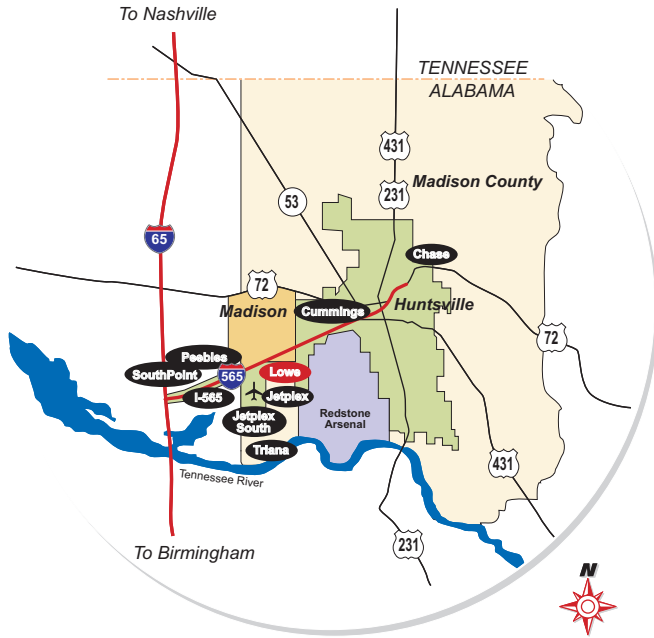 To Nashville
TENNESSEE
ALABAMA
431
Madison County
231
53
65
Chase
72
Madison
Cummings
Huntsville
72
Peebles
SouthPoint
565
Lowe
I-565
Jetplex
Jetplex
South
Redstone
Arsenal
Triana
431
Tennessee River
231
To Birmingham
N